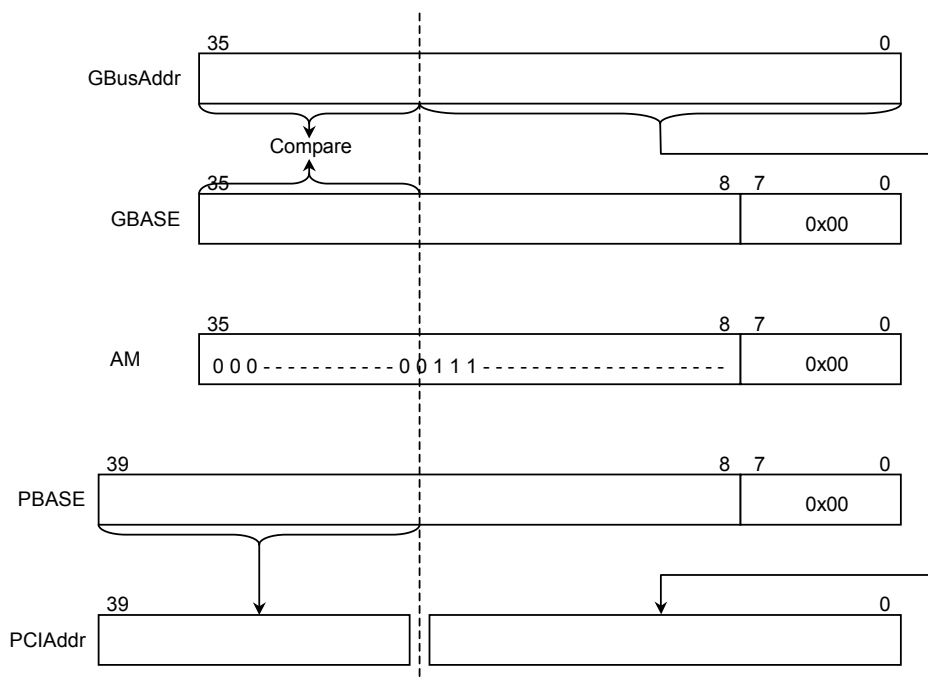 35 0
GBusAddr
Compare
35 8 7 0
GBASE 0x00
35 8 7 0
AM 0 0 0 - - - - - - - - - - - 0 0 1 1 1 - - - - - - - - - - - - - - - - - - - - 0x00
39 8 7 0
PBASE 0x00
39 0
PCIAddr